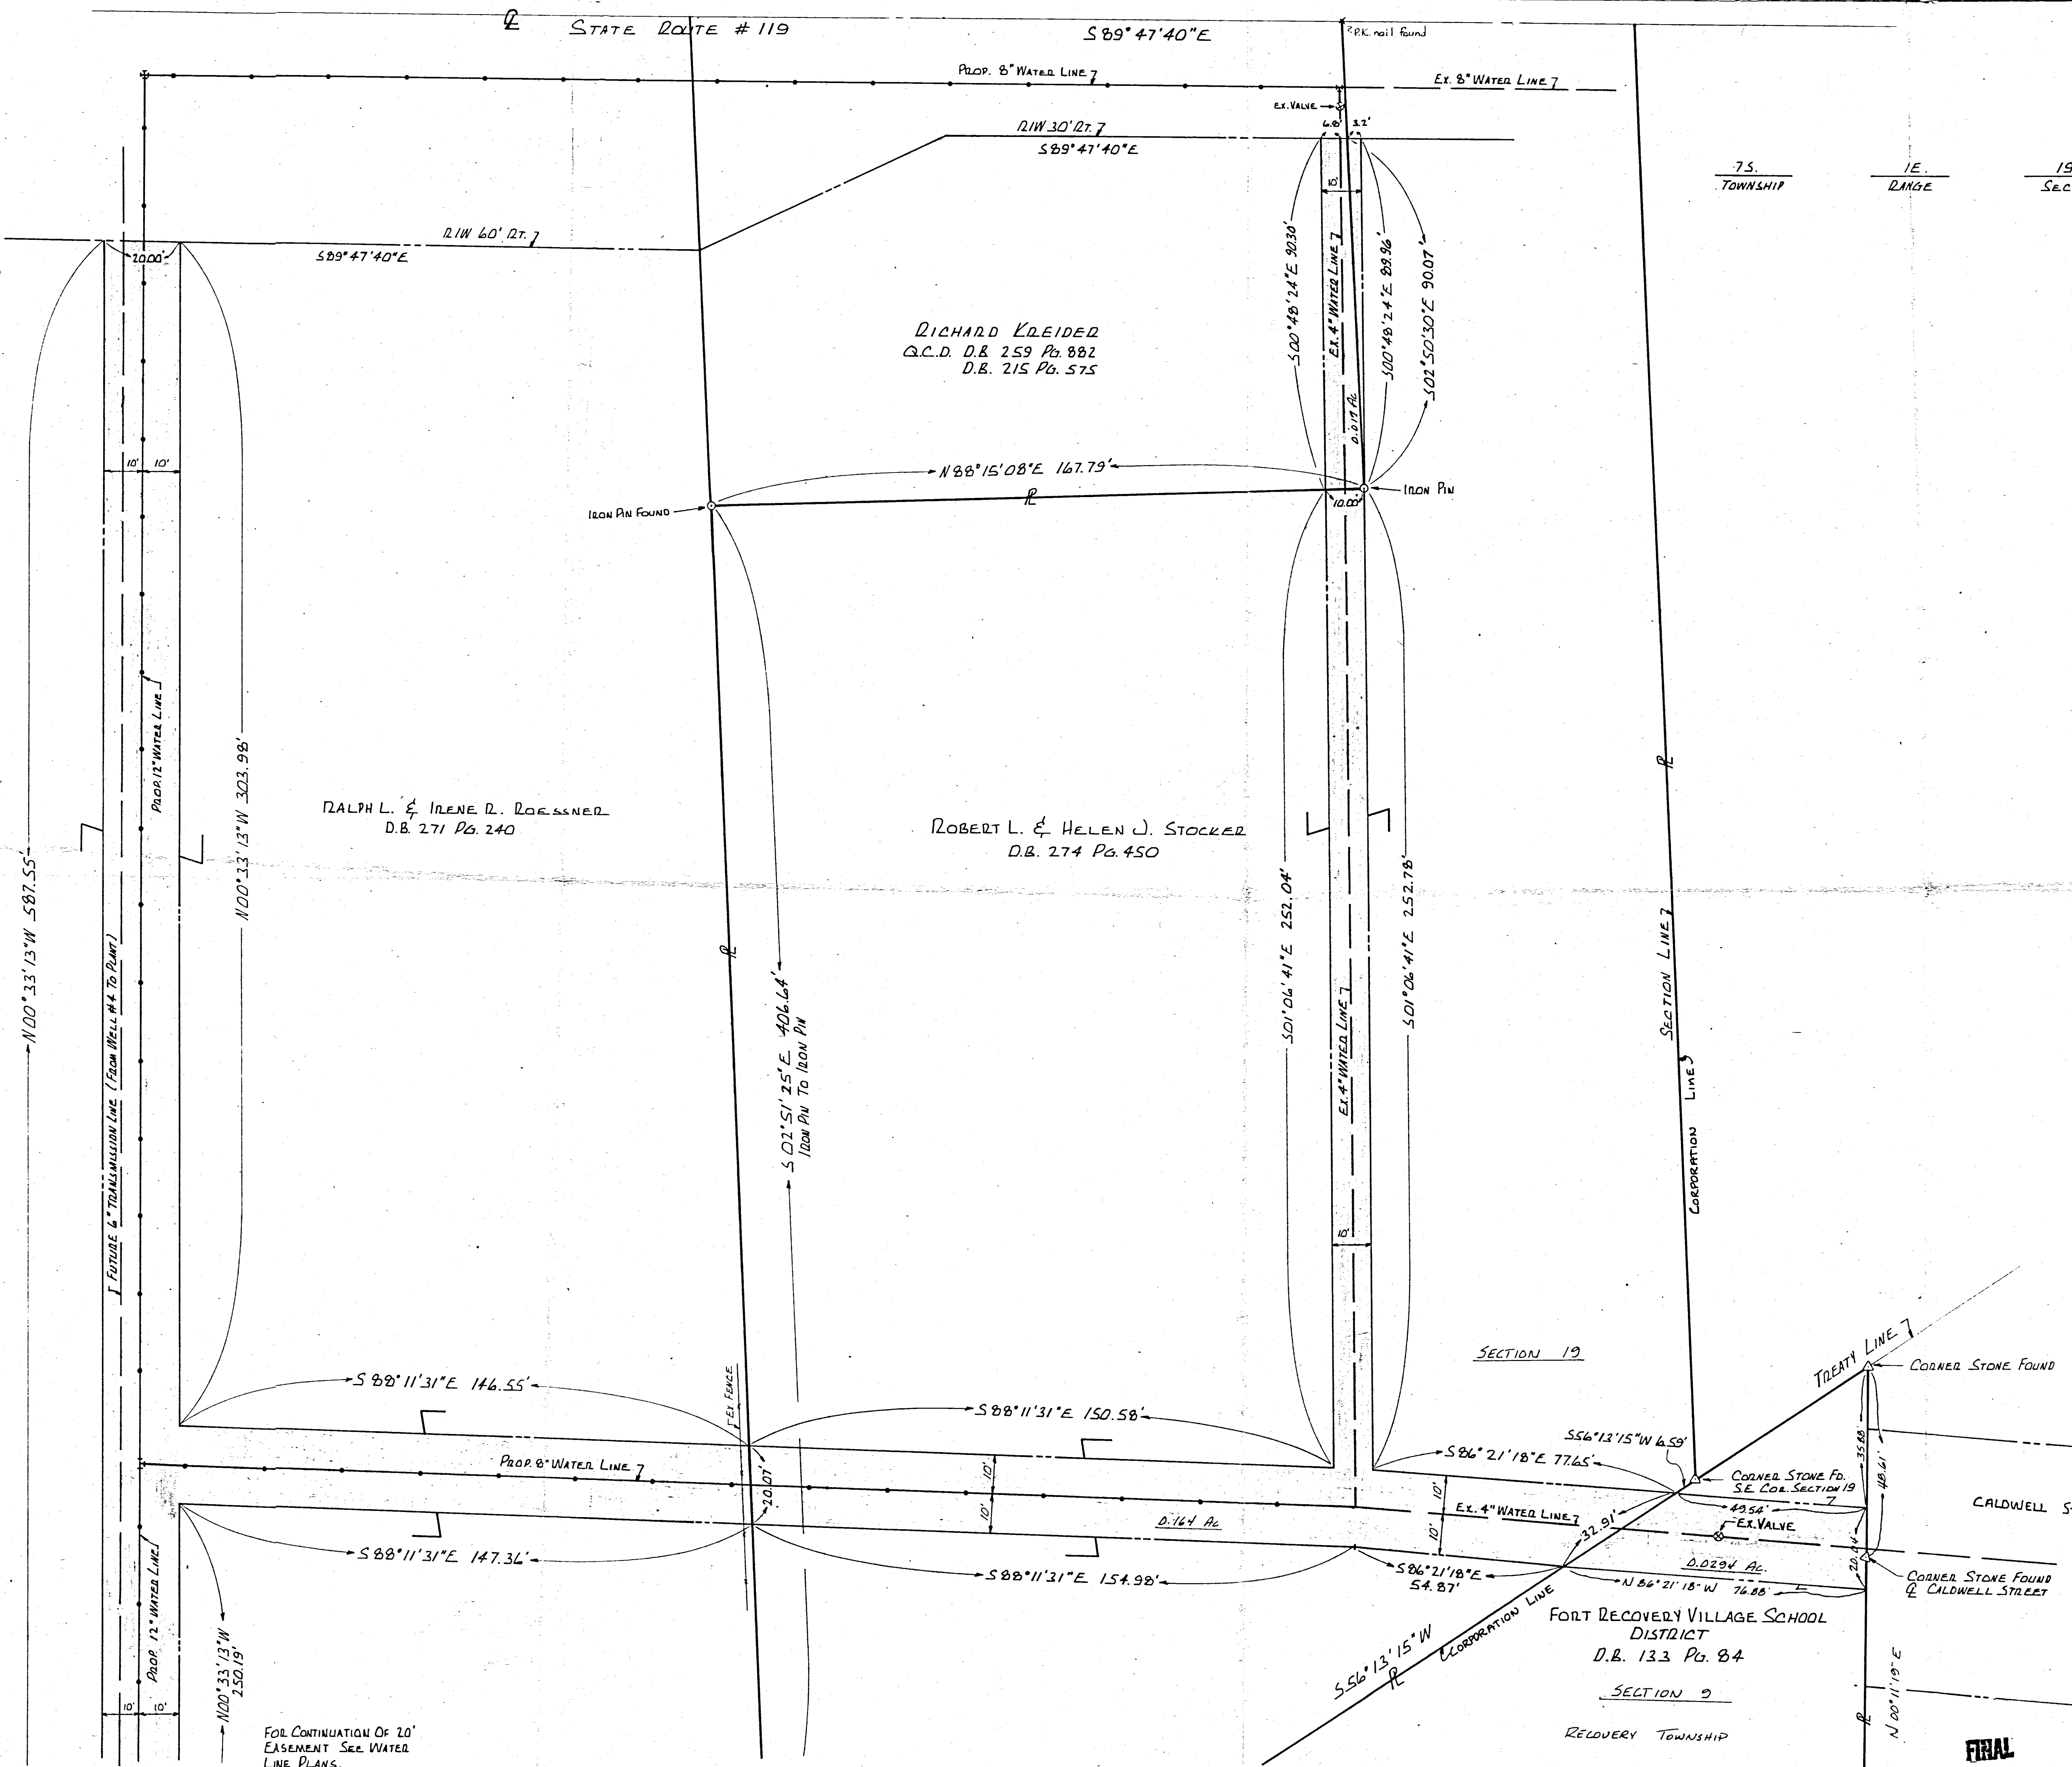 ℄ STATE ROUTE # 119
S89°47'40"E
P.K. nail found
PROP. 8" WATER LINE
EX. 8" WATER LINE
EX. VALVE
R/W 30' RT.
S89°47'40"E
6.8' 3.2'
7S.
TOWNSHIP
1E.
RANGE
19
SEC
R/W 60' RT.
S89°47'40"E
20.00'
10'
S00°48'24"E 90.30'
EX. 4" WATER LINE
S00°48'24"E 89.96'
S02°50'30"E 90.07'
0.017 AC
RICHARD KREIDER
Q.C.D. D.B. 259 PG. 882
D.B. 215 PG. 575
10' 10'
N88°15'08"E 167.79'
℄
IRON PIN FOUND
IRON PIN
10.00'
PROP. 12" WATER LINE
N00°33'13"W 303.98'
N00°33'13"W 587.55'
RALPH L. & IRENE R. ROESSNER
D.B. 271 PG. 240
ROBERT L. & HELEN J. STOCKER
D.B. 274 PG. 450
FUTURE 6" TRANSMISSION LINE (FROM WELL #4 TO PLANT)
S 02°51'25"E 406.64'
IRON PIN TO IRON PIN
S01°06'41"E 252.04'
EX. 4" WATER LINE
S01°06'41"E 252.78'
SECTION LINE
CORPORATION LINE
10'
SECTION 19
TREATY LINE
CORNER STONE FOUND
EX FENCE
S88°11'31"E 146.55'
S88°11'31"E 150.58'
S56°13'15"W 6.59'
S86°21'18"E 77.65'
35.88'
48.61'
CORNER STONE FD.
S.E. COR. SECTION 19
49.54'
PROP. 8" WATER LINE
20.07'
10'
10'
0.164 AC
EX. 4" WATER LINE
10'
10'
32.91'
EX. VALVE
20.04'
CALDWELL S
0.0294 AC.
CORNER STONE FOUND
℄ CALDWELL STREET
S88°11'31"E 147.36'
S88°11'31"E 154.98'
S86°21'18"E
54.87'
N 86°21'18"W 76.88'
PROP. 12" WATER LINE
N00°33'13"W
250.19'
10' 10'
S56°13'15"W
CORPORATION LINE
FORT RECOVERY VILLAGE SCHOOL
DISTRICT
D.B. 133 PG. 84
SECTION 9
RECOVERY TOWNSHIP
N 00°11'19"E
FOR CONTINUATION OF 20'
EASEMENT SEE WATER
LINE PLANS.
FINAL